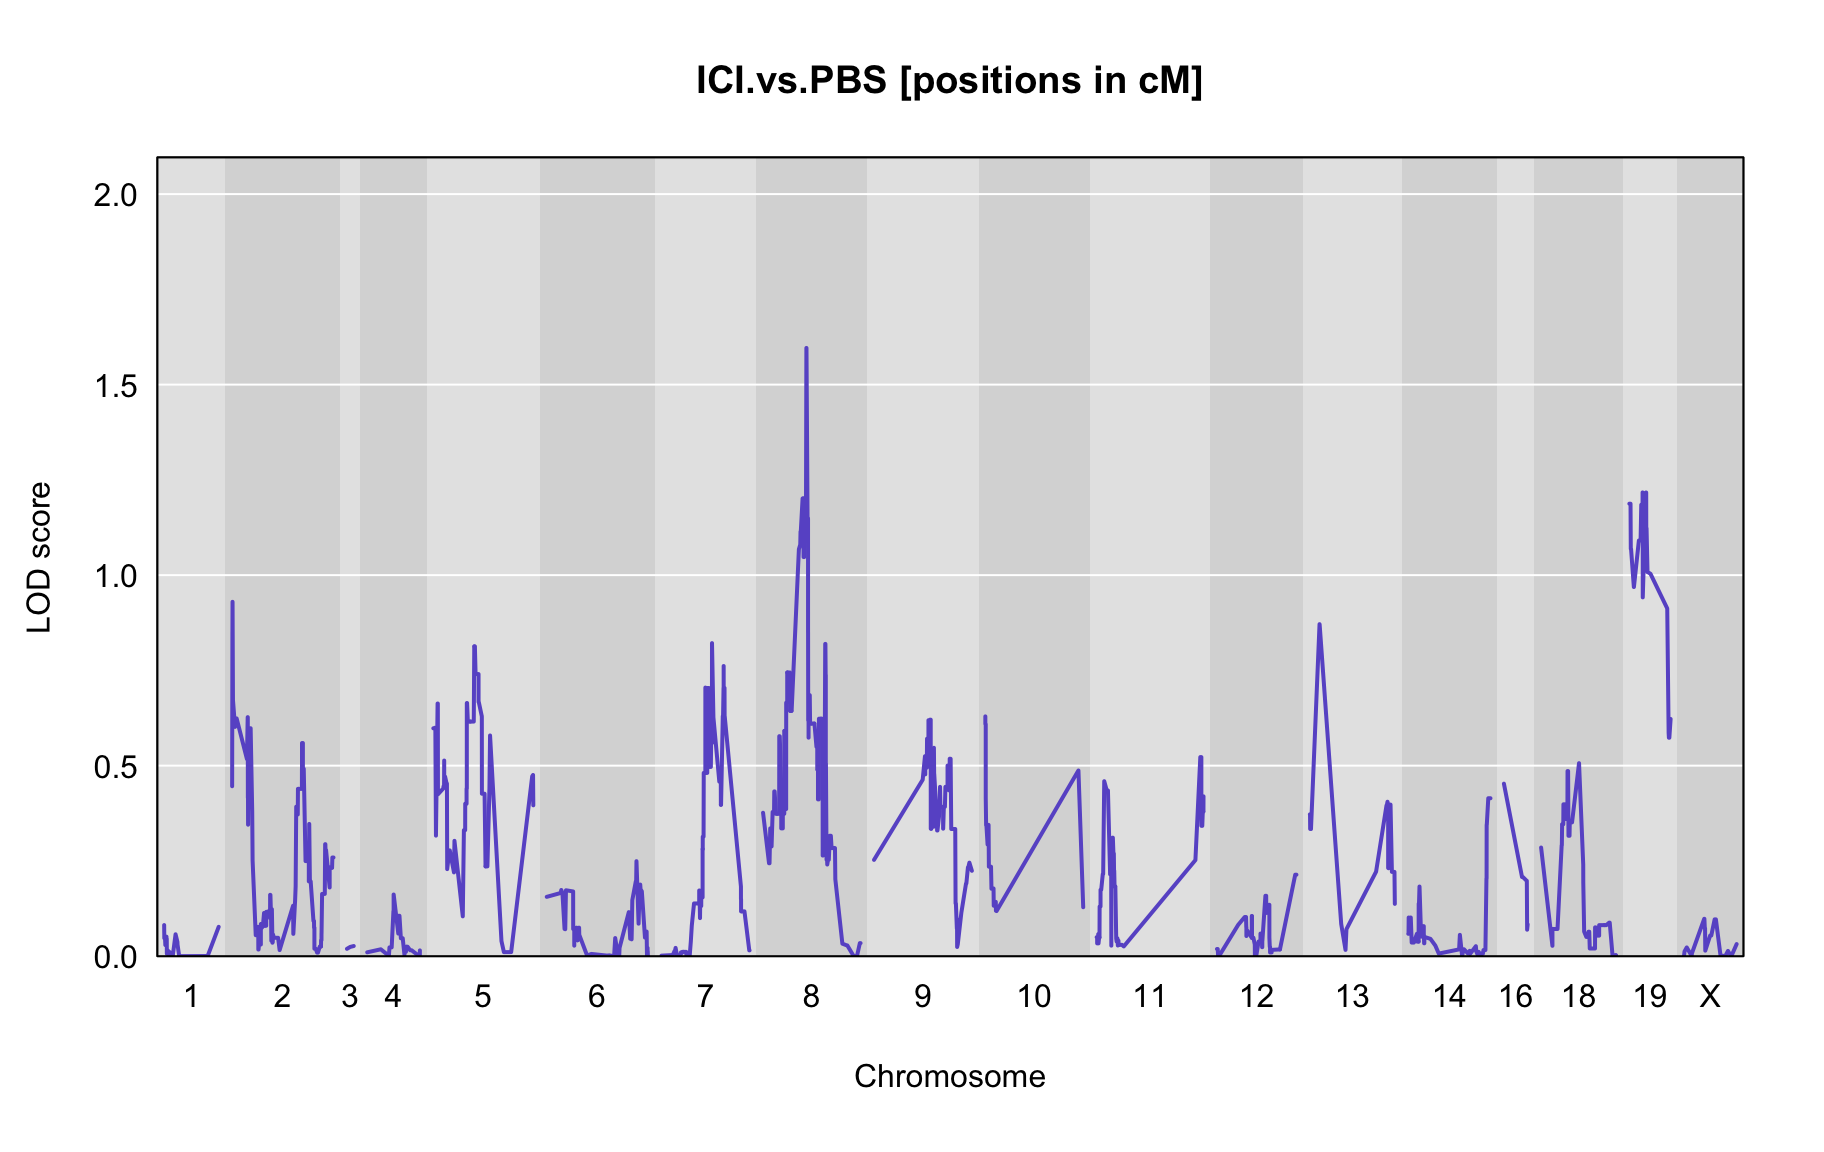 ICI.vs.PBS [positions in cM]
2.0
1.5
1.0
0.5
0.0
LOD score
1 2 3 4 5 6 7 8 9 10 11 12 13 14 16 18 19 X
Chromosome